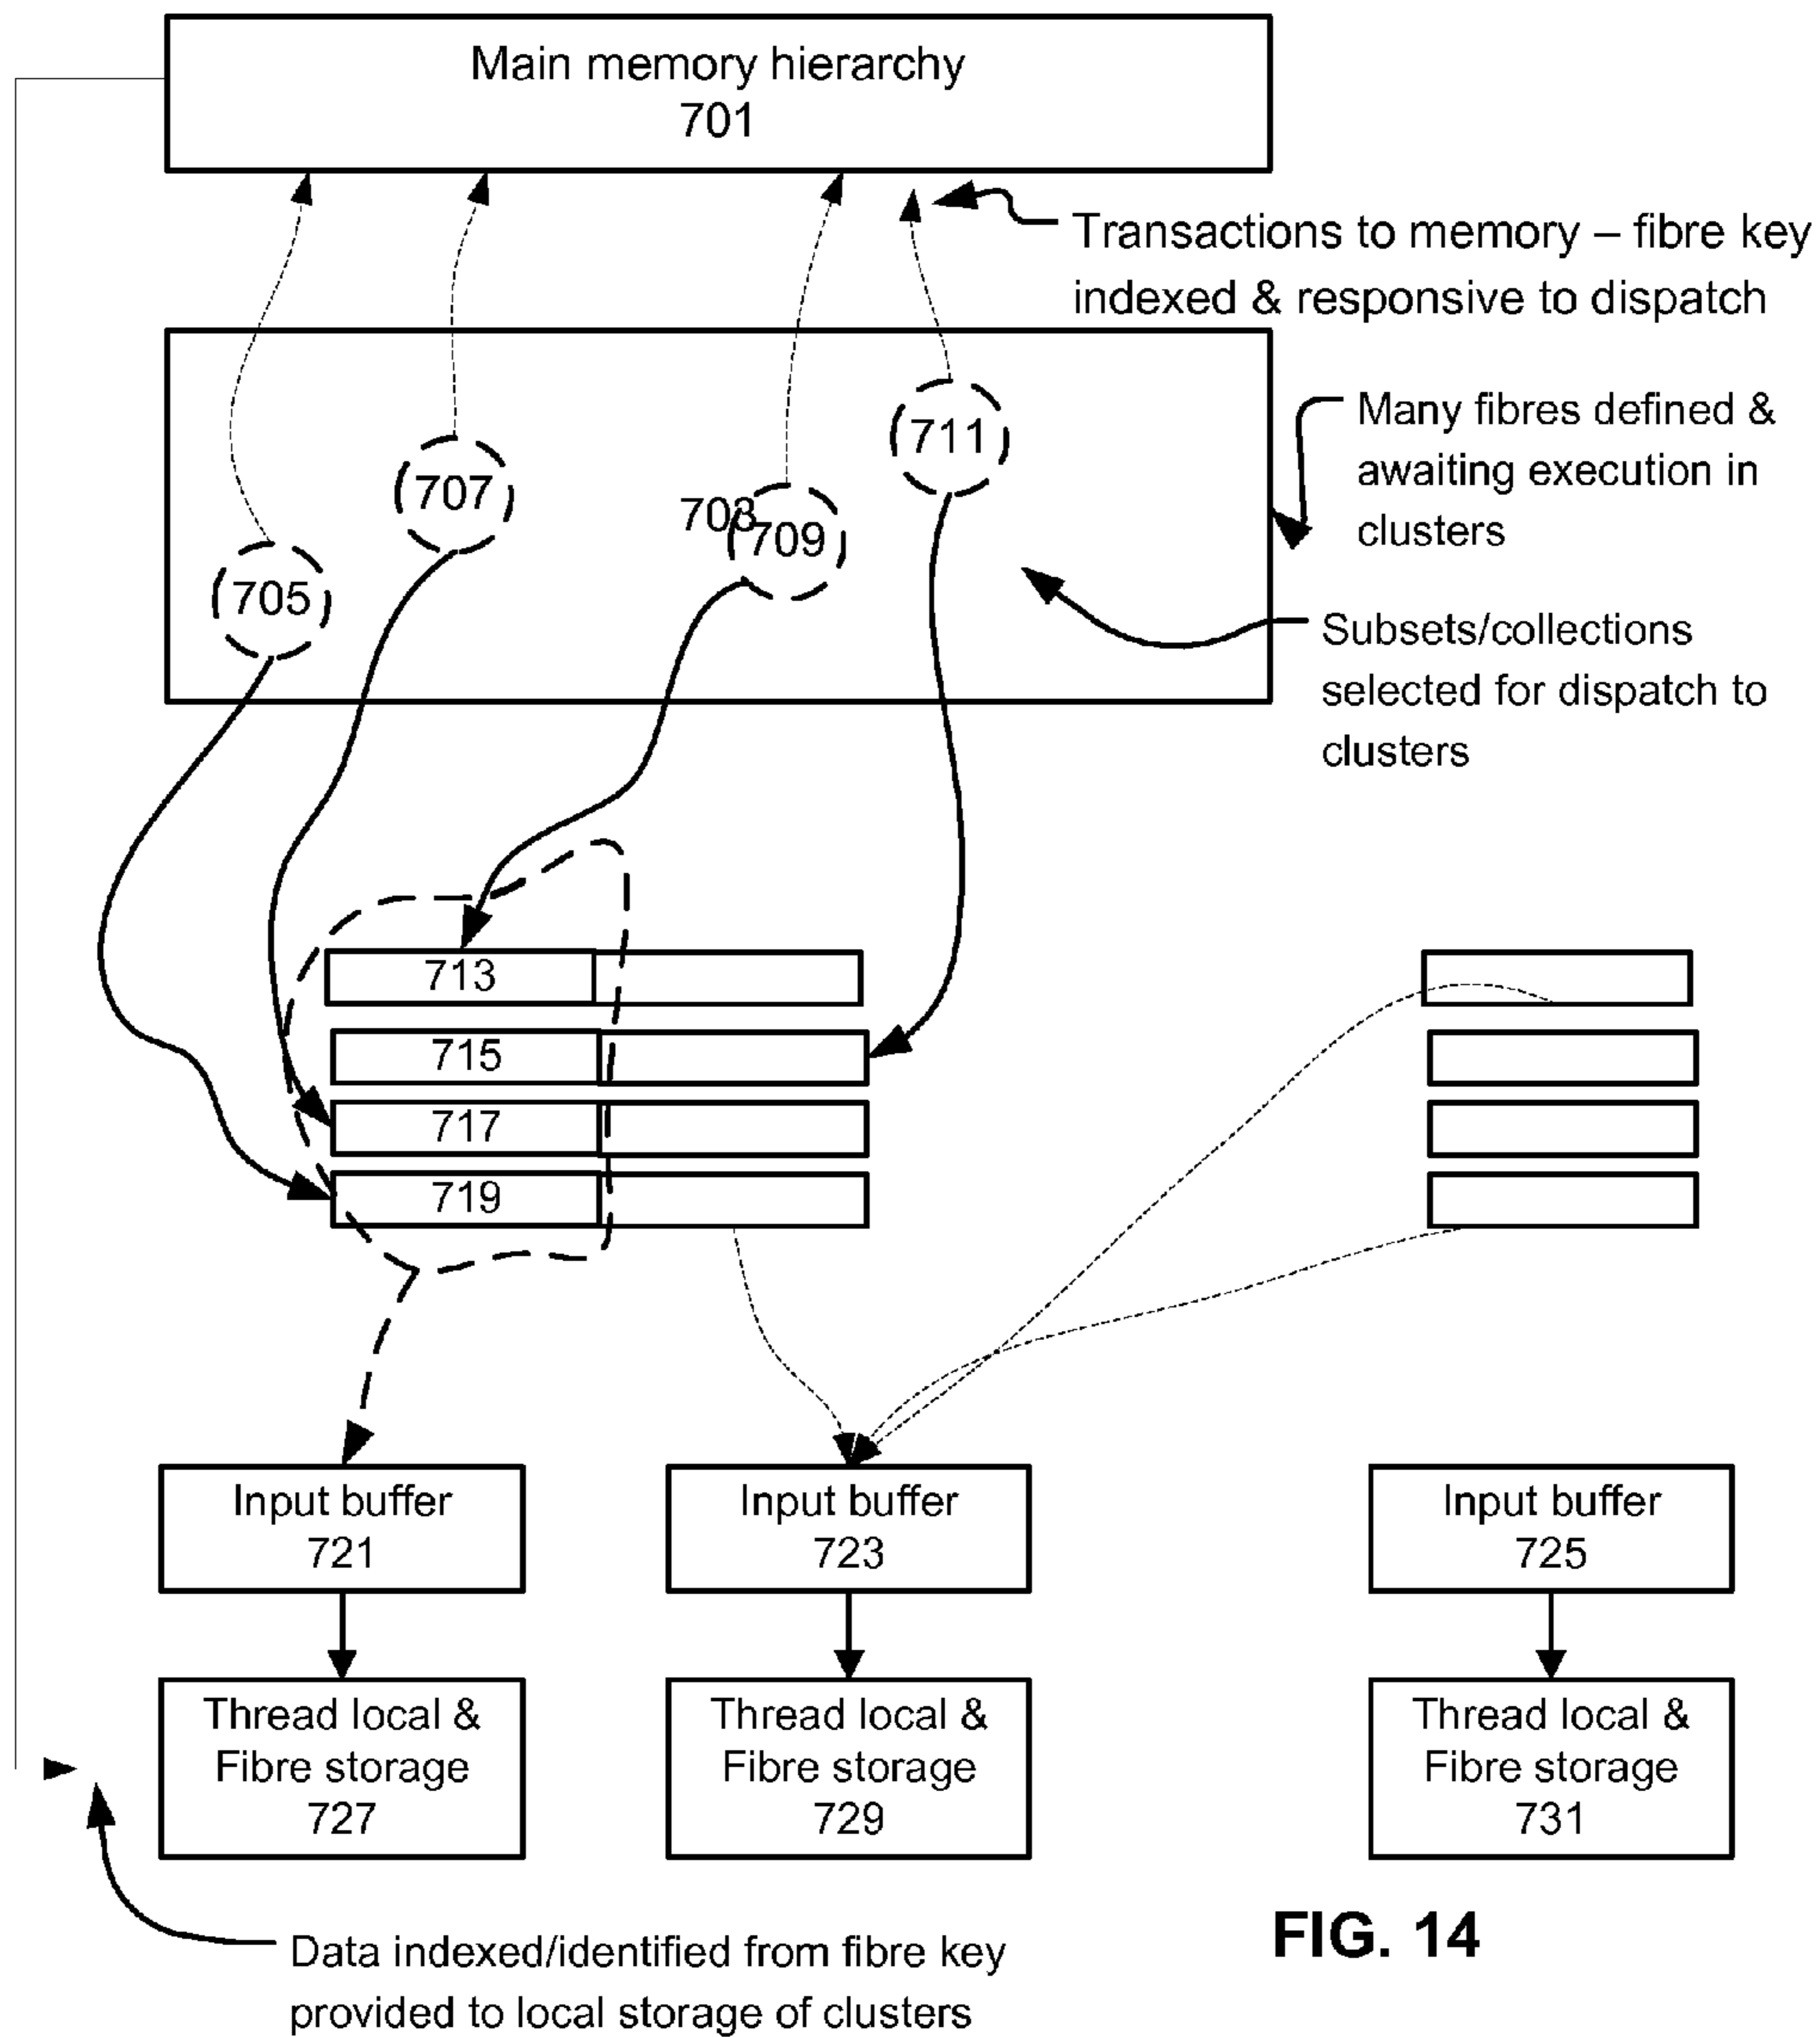 Main memory hierarchy
701
Transactions to memory – fibre key
indexed & responsive to dispatch
Many fibres defined &
awaiting execution in
clusters
711
707
703
709
705
Subsets/collections
selected for dispatch to
clusters
713
715
717
719
Input buffer
721
Input buffer
723
Input buffer
725
Thread local &
Fibre storage
727
Thread local &
Fibre storage
729
Thread local &
Fibre storage
731
FIG. 14
Data indexed/identified from fibre key
provided to local storage of clusters